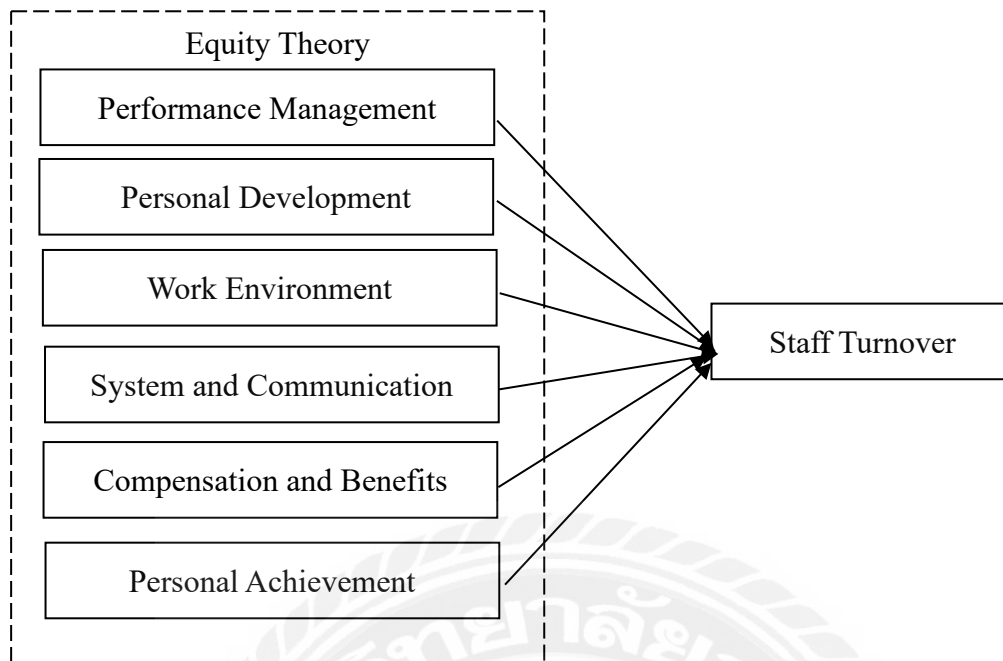 Equity Theory
Performance Management
Personal Development
Work Environment
System and Communication
Compensation and Benefits
Personal Achievement
Staff Turnover